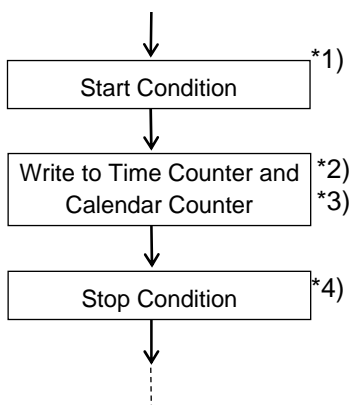 *1)
Start Condition
Write to Time Counter and
Calendar Counter
*2)
*3)
Stop Condition
*4)